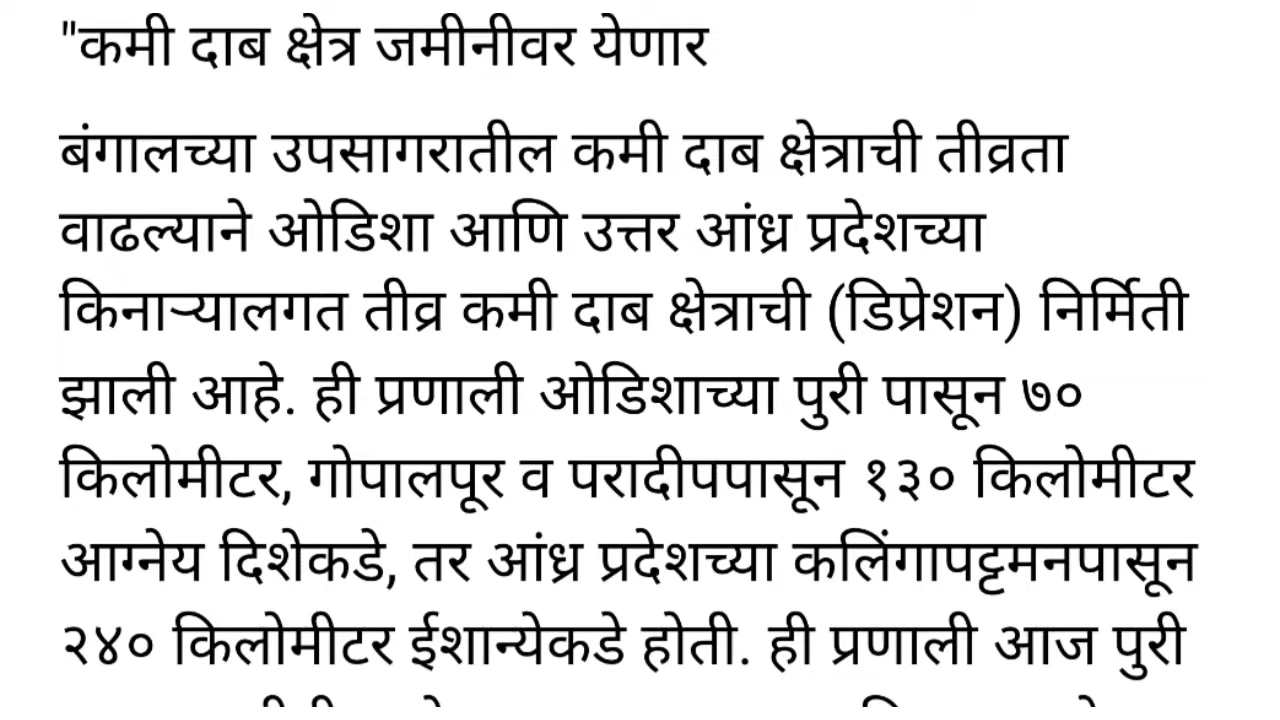 "कमी दाब क्षेत्र जमीनीवर येणार
बंगालच्या उपसागरातील कमी दाब क्षेत्राची तीव्रता
वाढल्याने ओडिशा आणि उत्तर आंध्र प्रदेशच्या
किनाऱ्यालगत तीव्र कमी दाब क्षेत्राची (डिप्रेशन) निर्मिती
झाली आहे. ही प्रणाली ओडिशाच्या पुरी पासून ७०
किलोमीटर, गोपालपूर व परादीपपासून १३० किलोमीटर
आग्नेय दिशेकडे, तर आंध्र प्रदेशच्या कलिंगापट्टमनपासून
२४० किलोमीटर ईशान्येकडे होती. ही प्रणाली आज पुरी